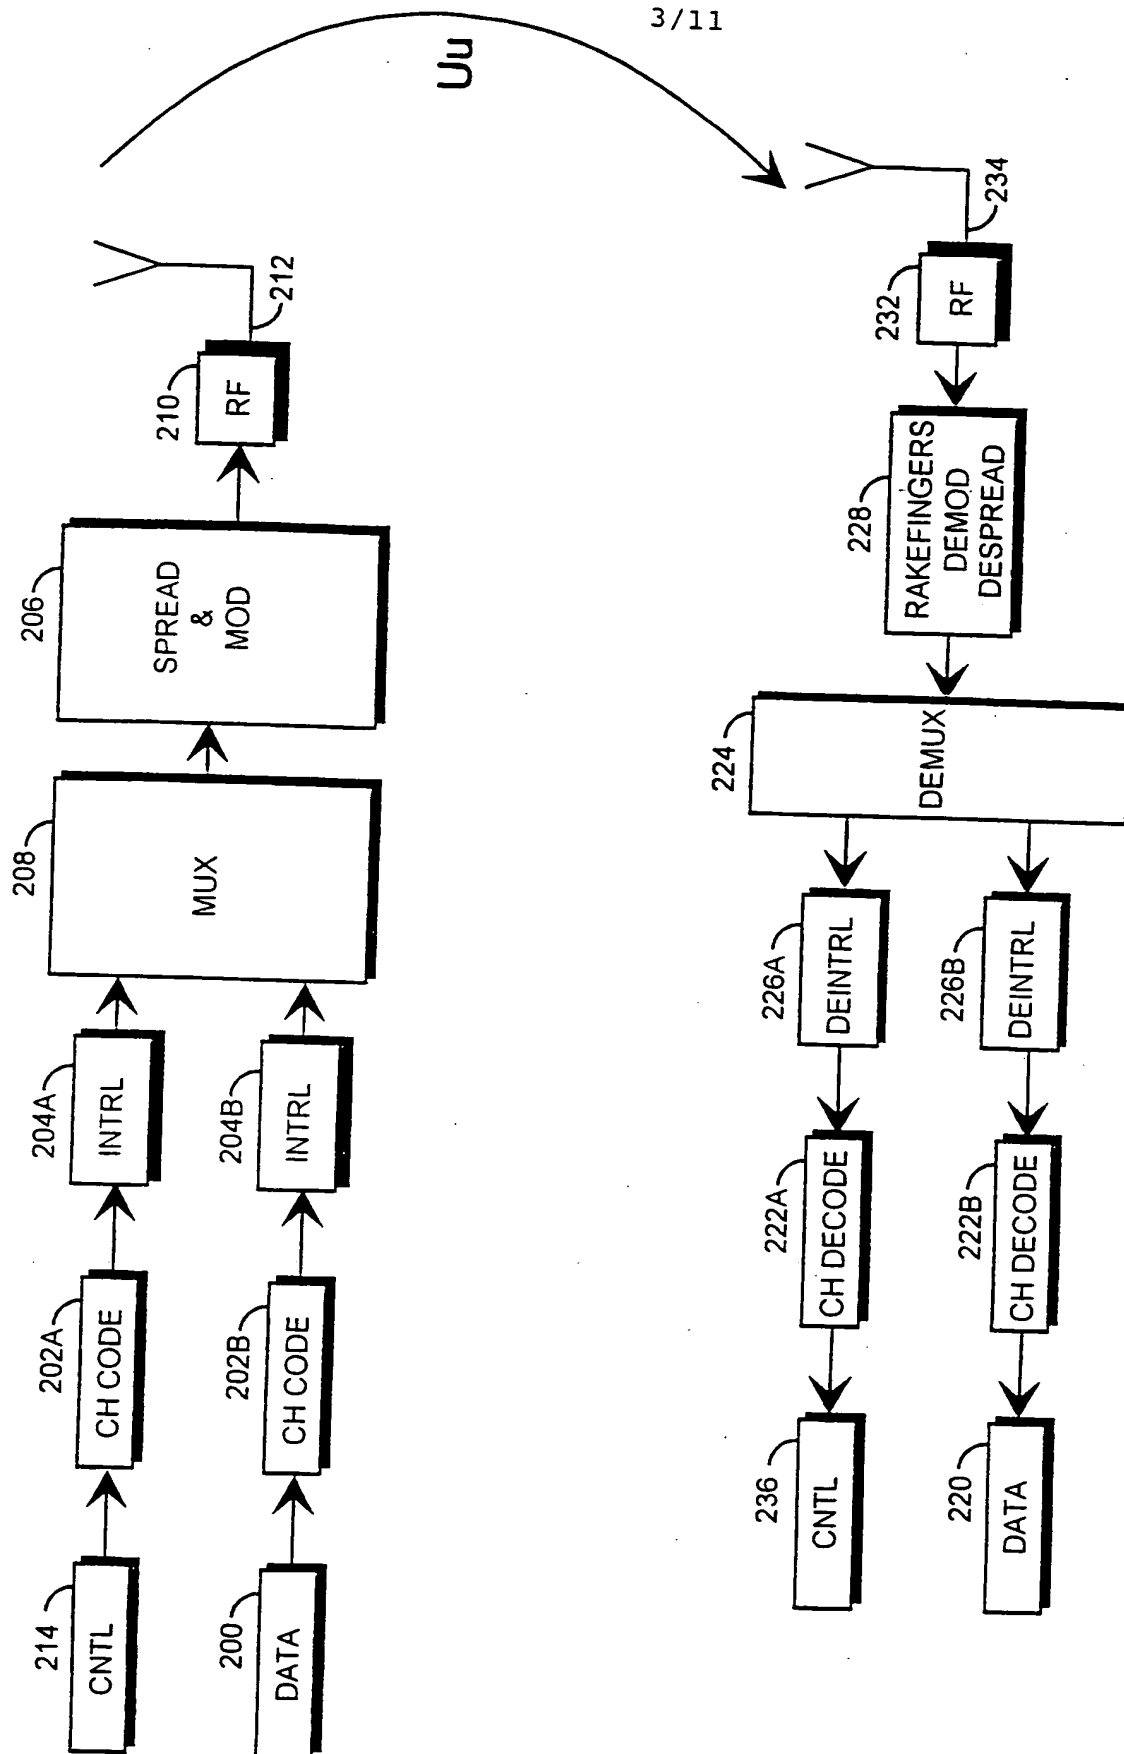 3/11
Uu
214
CNTL
202A
CH CODE
204A
INTRL
200
DATA
202B
CH CODE
204B
INTRL
208
MUX
206
SPREAD
&
MOD
210
RF
212
236
CNTL
222A
CH DECODE
226A
DEINTRL
220
DATA
222B
CH DECODE
226B
DEINTRL
224
DEMUX
228
RAKEFINGERS
DEMOD
DESPREAD
232
RF
234